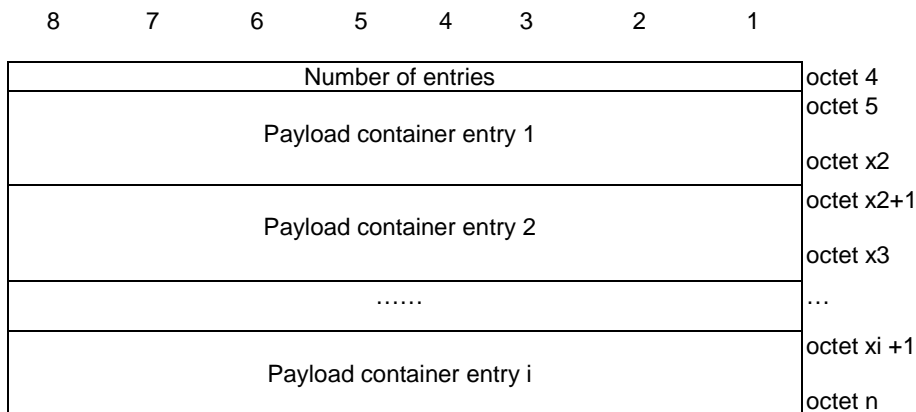 8 7 6 5 4 3 2 1
Number of entries octet 4
octet 5
Payload container entry 1
octet x2
octet x2+1
Payload container entry 2
octet x3
…… …
octet xi +1
Payload container entry i
octet n